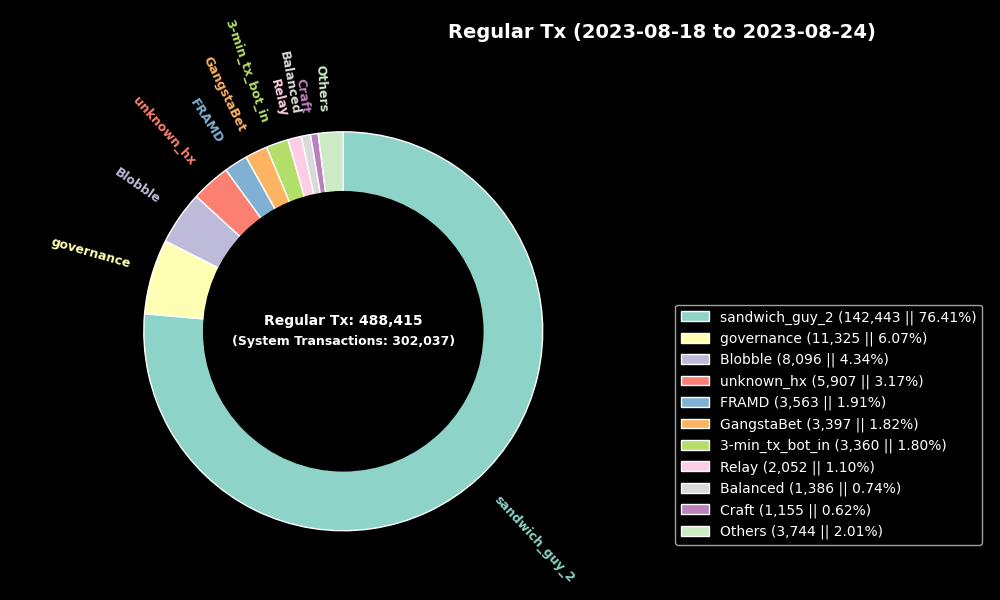 Regular Tx (2023-08-18 to 2023-08-24)
Others
Craft
Balanced
Relay
3-min_tx_bot_in
GangstaBet
FRAMD
unknown_hx
Blobble
governance
sandwich_guy_2
Regular Tx: 488,415
(System Transactions: 302,037)
sandwich_guy_2 (142,443 || 76.41%)
governance (11,325 || 6.07%)
Blobble (8,096 || 4.34%)
unknown_hx (5,907 || 3.17%)
FRAMD (3,563 || 1.91%)
GangstaBet (3,397 || 1.82%)
3-min_tx_bot_in (3,360 || 1.80%)
Relay (2,052 || 1.10%)
Balanced (1,386 || 0.74%)
Craft (1,155 || 0.62%)
Others (3,744 || 2.01%)